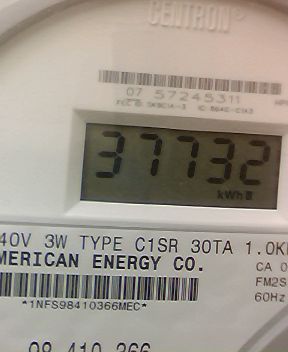 CENTRON®
07 57245311
37732
kWh
40V 3W TYPE C1SR 30TA 1.0K
MERICAN ENERGY CO.
CA 0
FM2S
60Hz
*1NFS98410366MEC*
98 410 366